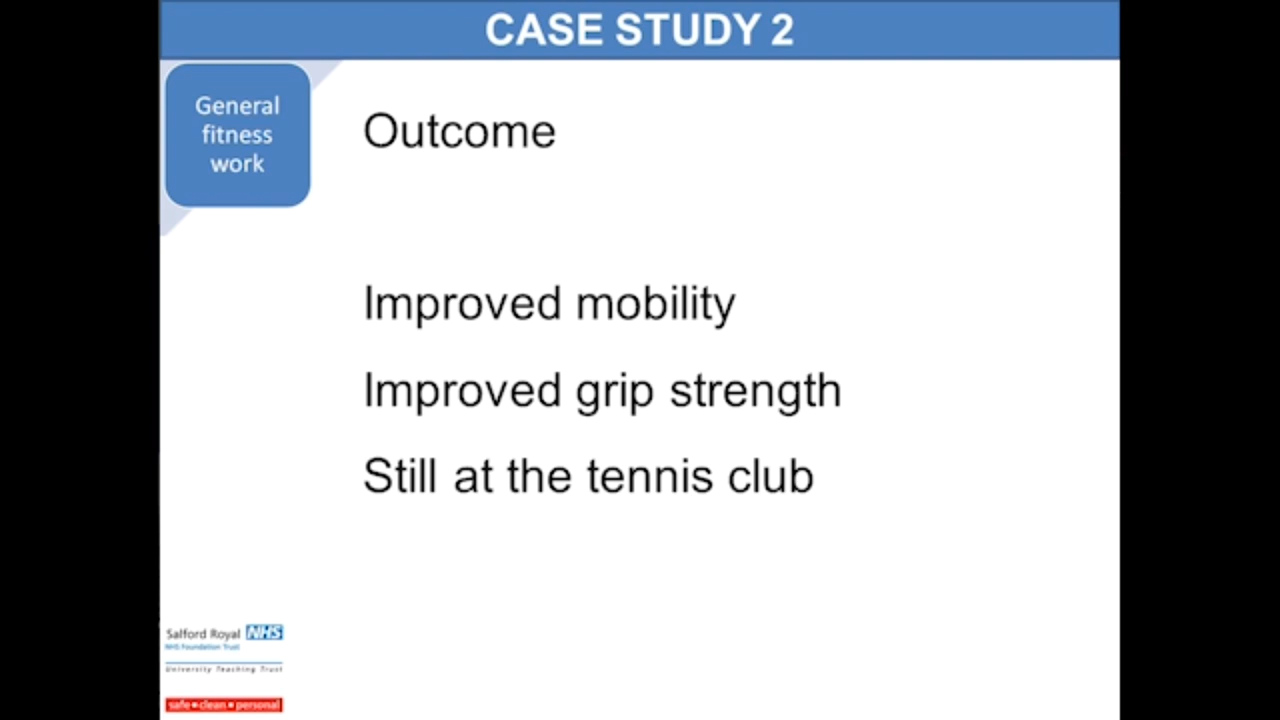 CASE STUDY 2
General
fitness
work
Outcome
Improved mobility
Improved grip strength
Still at the tennis club
Salford Royal NHS
NHS Foundation Trust
University Teaching Trust
safe • clean • personal